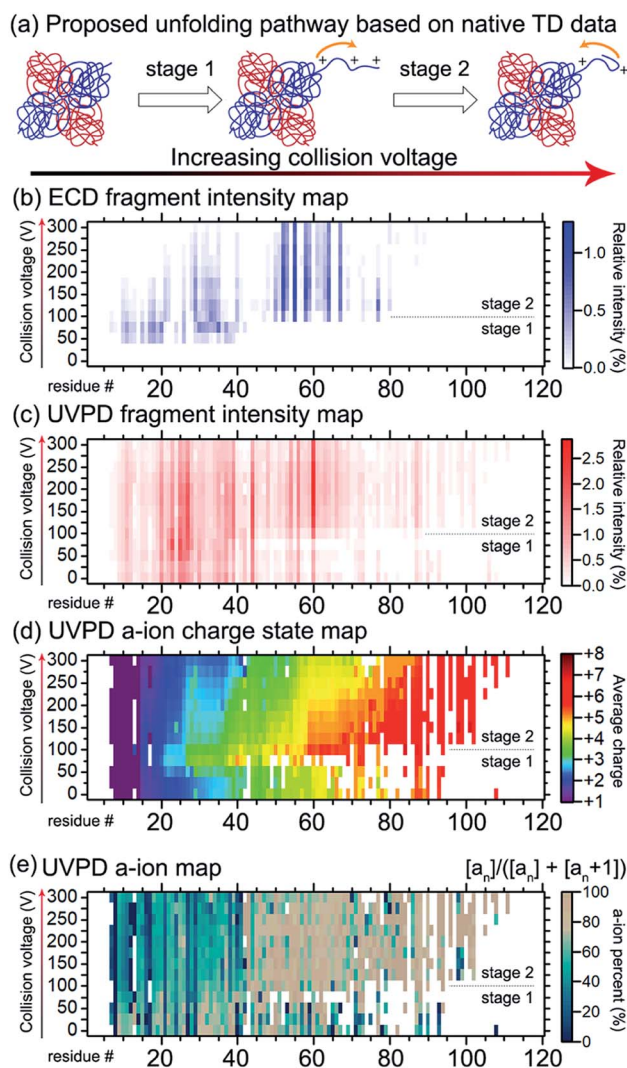 (a) Proposed unfolding pathway based on native TD data
stage 1
stage 2
+ + +
+ +
Increasing collision voltage
(b) ECD fragment intensity map
Collision voltage (V)
300
250
200
150
100
50
0
stage 2
stage 1
residue # 20 40 60 80 100 120
1.0
0.5
0.0
Relative intensity (%)
(c) UVPD fragment intensity map
Collision voltage (V)
300
250
200
150
100
50
0
stage 2
stage 1
residue # 20 40 60 80 100 120
2.5
2.0
1.5
1.0
0.5
0.0
Relative intensity (%)
(d) UVPD a-ion charge state map
Collision voltage (V)
300
250
200
150
100
50
0
stage 2
stage 1
residue # 20 40 60 80 100 120
+8
+7
+6
+5
+4
+3
+2
+1
Average charge
(e) UVPD a-ion map [aₙ]/([aₙ] + [aₙ+1])
Collision voltage (V)
300
250
200
150
100
50
0
stage 2
stage 1
residue # 20 40 60 80 100 120
100
80
60
40
20
0
a-ion percent (%)